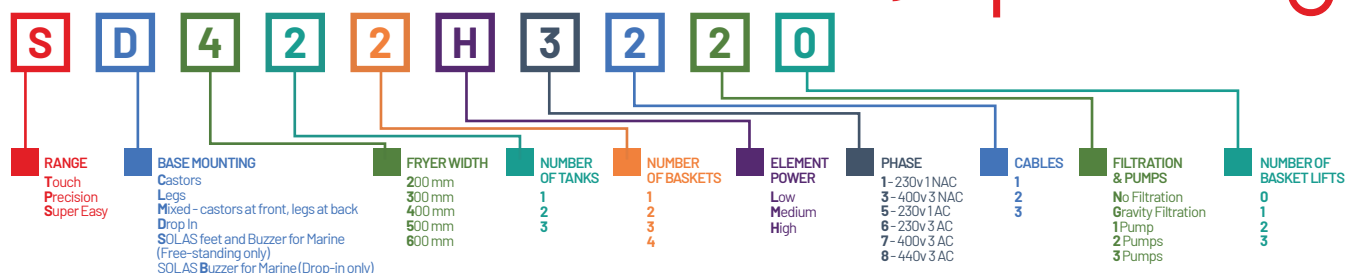 S D 4 2 2 H 3 2 2 0
RANGE
Touch
Precision
Super Easy
BASE MOUNTING
Castors
Legs
Mixed – castors at front, legs at back
Drop In
SOLAS feet and Buzzer for Marine
(Free-standing only)
SOLAS Buzzer for Marine (Drop-in only)
FRYER WIDTH
200 mm
300 mm
400 mm
500 mm
600 mm
NUMBER
OF TANKS
1
2
3
NUMBER
OF BASKETS
1
2
3
4
ELEMENT
POWER
Low
Medium
High
PHASE
1 - 230v 1 NAC
3 - 400v 3 NAC
5 - 230v 1 AC
6 - 230v 3 AC
7 - 400v 3 AC
8 - 440v 3 AC
CABLES
1
2
3
FILTRATION
& PUMPS
No Filtration
Gravity Filtration
1 Pump
2 Pumps
3 Pumps
NUMBER OF
BASKET LIFTS
0
1
2
3